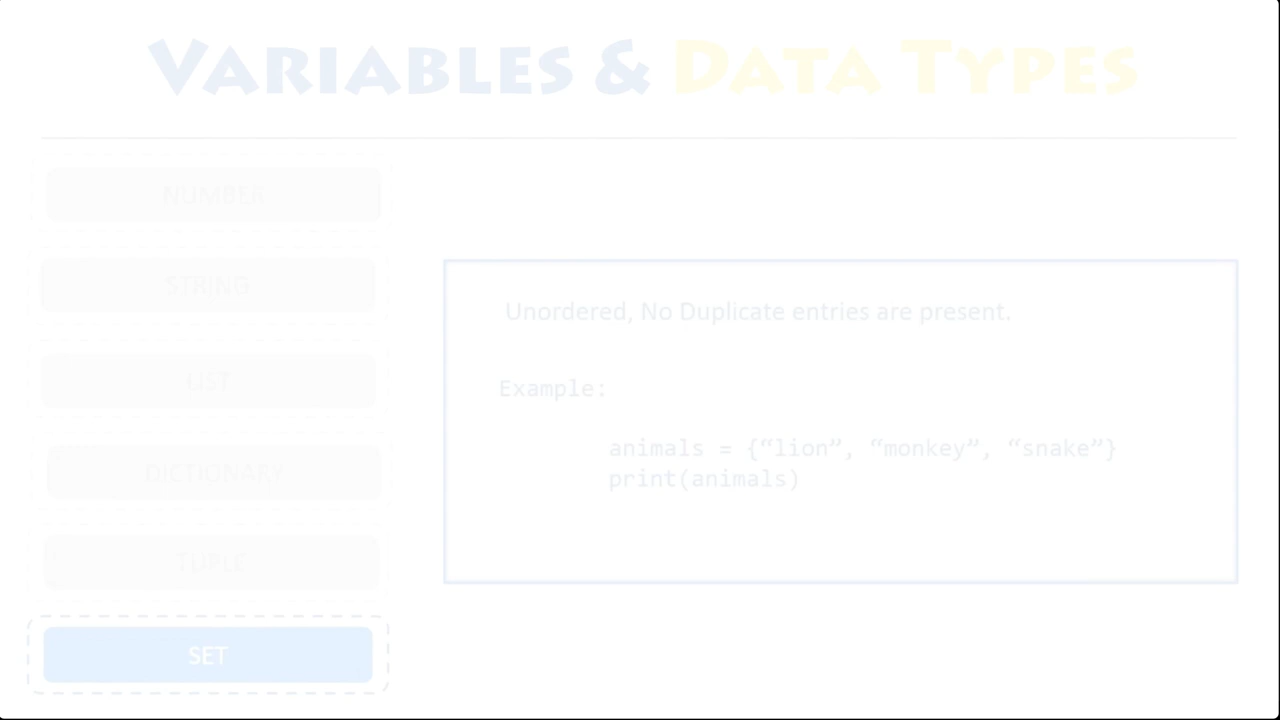 VARIABLES & DATA TYPES
NUMBER
STRING
LIST
DICTIONARY
TUPLE
SET
Unordered, No Duplicate entries are present.
Example:
animals = {“lion”, “monkey”, “snake”}
print(animals)